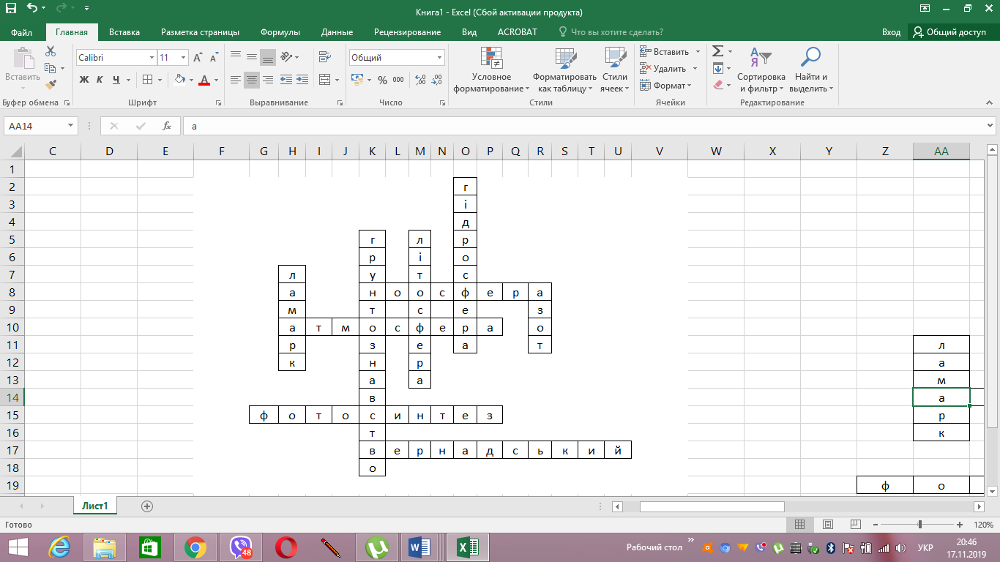 Книга1 - Excel (Сбой активации продукта)
Файл Главная Вставка Разметка страницы Формулы Данные Рецензирование Вид ACROBAT Что вы хотите сделать? Вход Общий доступ
Calibri 11 Общий Вставить Σ
Вставить Ж К Ч % 000 Условное форматирование Форматировать как таблицу Стили ячеек Удалить Формат Сортировка и фильтр Найти и выделить
Буфер обмена Шрифт Выравнивание Число Стили Ячейки Редактирование
AA14 fx а
C D E F G H I J K L M N O P Q R S T U V W X Y Z AA
1
2 г
3 і
4 д
5 г л р
6 р і о
7 л у т с
8 а н о о с ф е р а
9 м т с е з
10 а т м о с ф е р а о
11 р з е а т л
12 к н р а
13 а а м
14 в а
15 ф о т о с и н т е з р
16 т к
17 в е р н а д с ь к и й
18 о
19 ф о
Лист1
Готово 120%
48 Рабочий стол УКР 20:46
17.11.2019